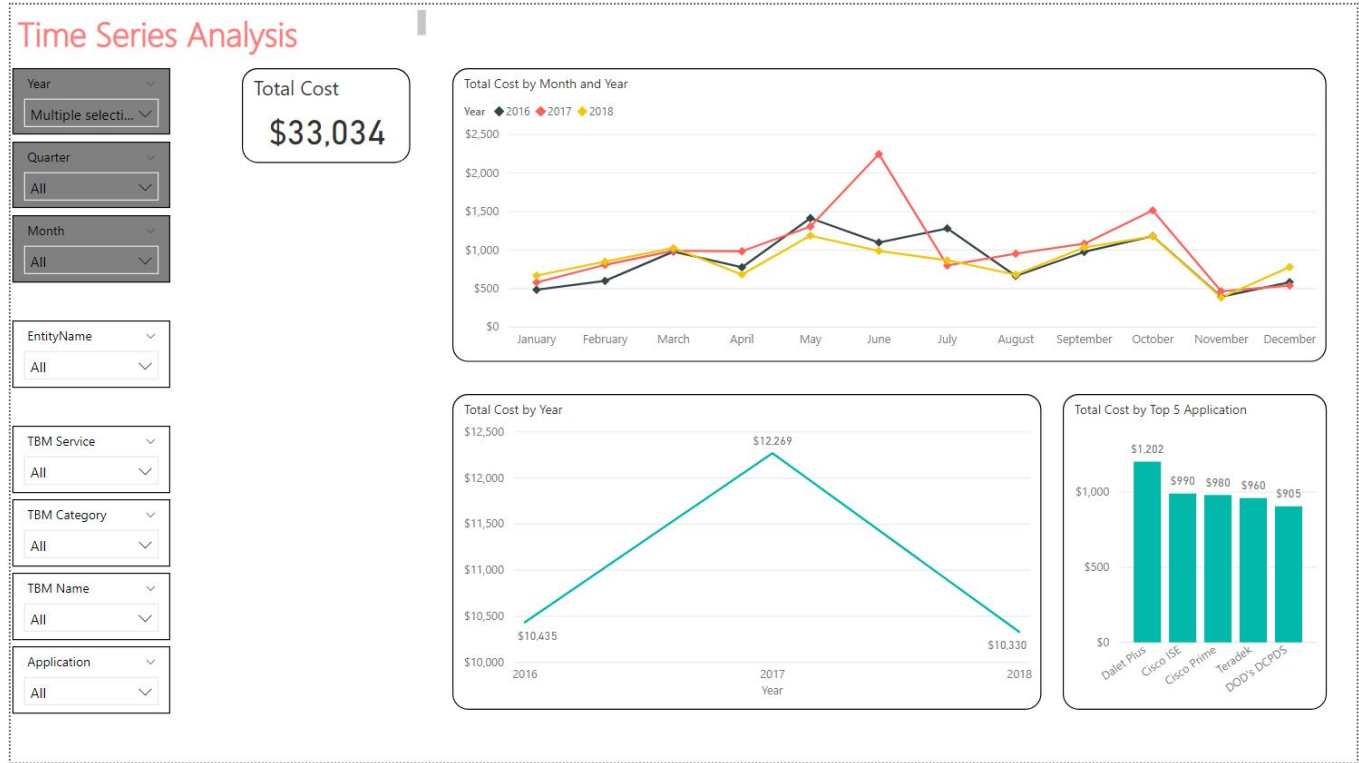 Time Series Analysis
Year
Multiple selecti...
Quarter
All
Month
All
EntityName
All
TBM Service
All
TBM Category
All
TBM Name
All
Application
All
Total Cost
$33,034
Total Cost by Month and Year
Year 2016 2017 2018
$2,500
$2,000
$1,500
$1,000
$500
$0
January February March April May June July August September October November December
Total Cost by Year
$12,500
$12,000
$11,500
$11,000
$10,500
$10,000
$12,269
$10,435
$10,330
2016 2017 2018
Year
Total Cost by Top 5 Application
$1,202
$990 $980 $960 $905
$1,000
$500
$0
Dalet Plus Cisco ISE Cisco Prime Teradek DOD's DCPDS